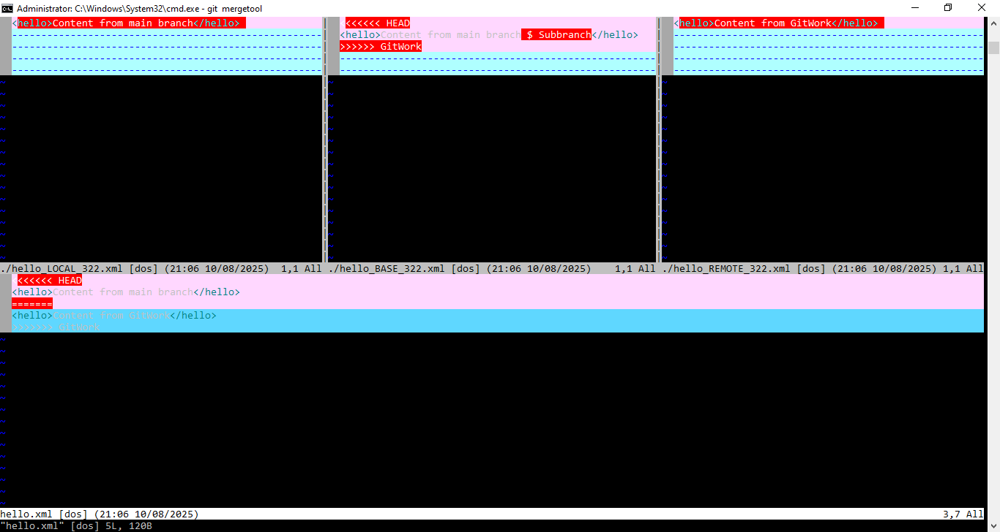 Administrator: C:\Windows\System32\cmd.exe - git mergetool
<hello>Content from main branch</hello>
<<<<<< HEAD
<hello>Content from main branch $ Subbranch</hello>
>>>>>> GitWork
<hello>Content from GitWork</hello>
./hello_LOCAL_322.xml [dos] (21:06 10/08/2025) 1,1 All
./hello_BASE_322.xml [dos] (21:06 10/08/2025) 1,1 All
./hello_REMOTE_322.xml [dos] (21:06 10/08/2025) 1,1 All
<<<<<< HEAD
<hello>Content from main branch</hello>
=======
<hello>Content from GitWork</hello>
>>>>>>> GitWork
hello.xml [dos] (21:06 10/08/2025) 3,7 All
"hello.xml" [dos] 5L, 120B